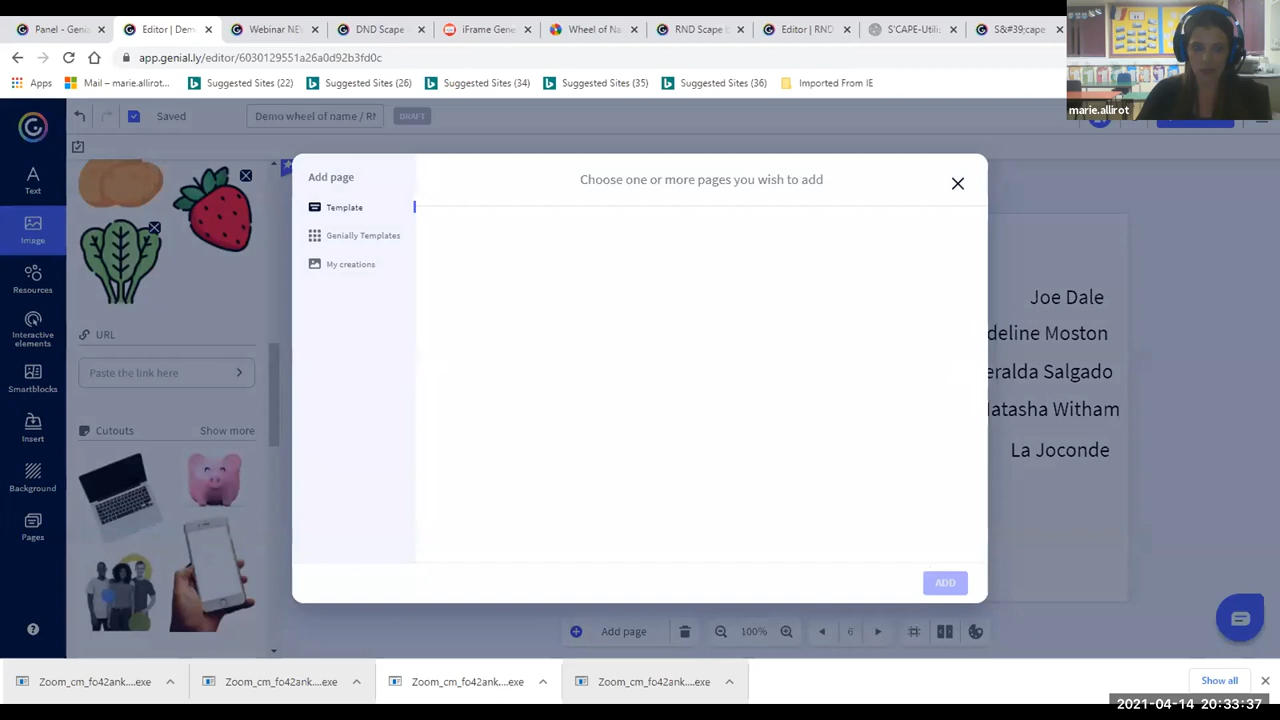 Panel - Genia
Editor | Dem
Webinar NEW
DND Scape
iFrame Gene
Wheel of Na
RND Scape
Editor | RND
S'CAPE-Utili
S&#39;cape
app.genial.ly/editor/6030129551a26a0d92b3fd0c
Apps
Mail – marie.allirot...
Suggested Sites (22)
Suggested Sites (26)
Suggested Sites (34)
Suggested Sites (35)
Suggested Sites (36)
Imported From IE
marie.allirot
Saved
Demo wheel of name / RN
DRAFT
Text
Image
Resources
Interactive
elements
Smartblocks
Insert
Background
Pages
URL
Paste the link here
Cutouts
Show more
Add page
Template
Genially Templates
My creations
Choose one or more pages you wish to add
ADD
Joe Dale
deline Moston
eralda Salgado
Natasha Witham
La Joconde
Add page
100%
6
Zoom_cm_fo42ank....exe
Zoom_cm_fo42ank....exe
Zoom_cm_fo42ank....exe
Zoom_cm_fo42ank....exe
Show all
2021-04-14 20:33:37